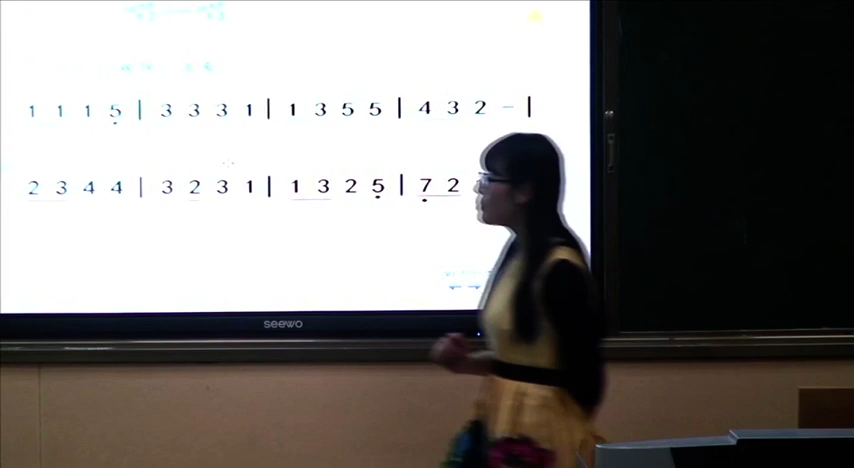 1 1 1 5̣ | 3 3 3 1 | 1 3 5 5 | 4 3 2 – |
2 3 4 4 | 3 2 3 1 | 1 3 2 5̣ | 7̣ 2
seewo